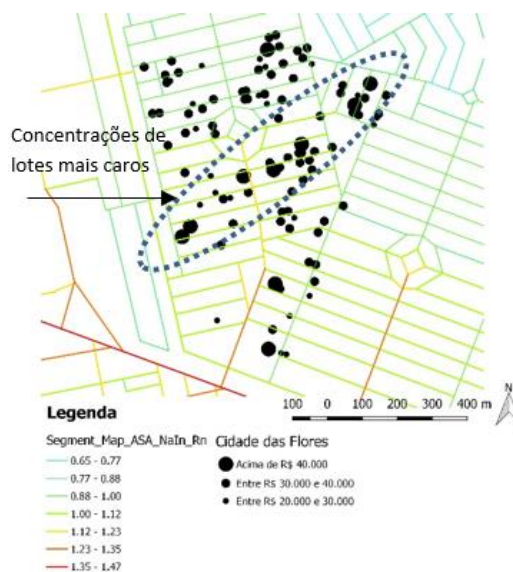 Concentrações de
lotes mais caros
N
100 0 100 200 300 400 m
Legenda
Segment_Map_ASA_NaIn_Rn
0.65 - 0.77
0.77 - 0.88
0.88 - 1.00
1.00 - 1.12
1.12 - 1.23
1.23 - 1.35
1.35 - 1.47
Cidade das Flores
Acima de R$ 40.000
Entre R$ 30.000 e 40.000
Entre R$ 20.000 e 30.000